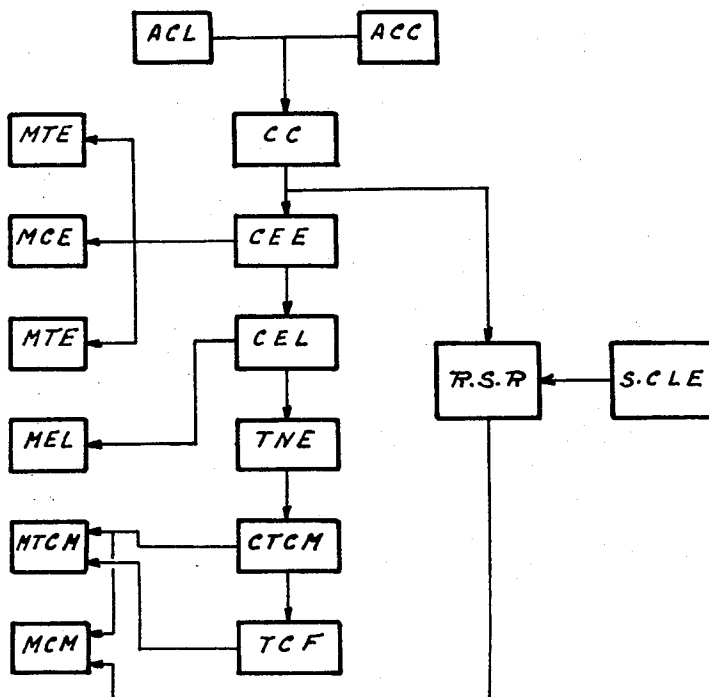 ACL
ACC
MTE
CC
MCE
CEE
MTE
CEL
R.S.R
S.CLE
MEL
TNE
MTCM
CTCM
MCM
TCF